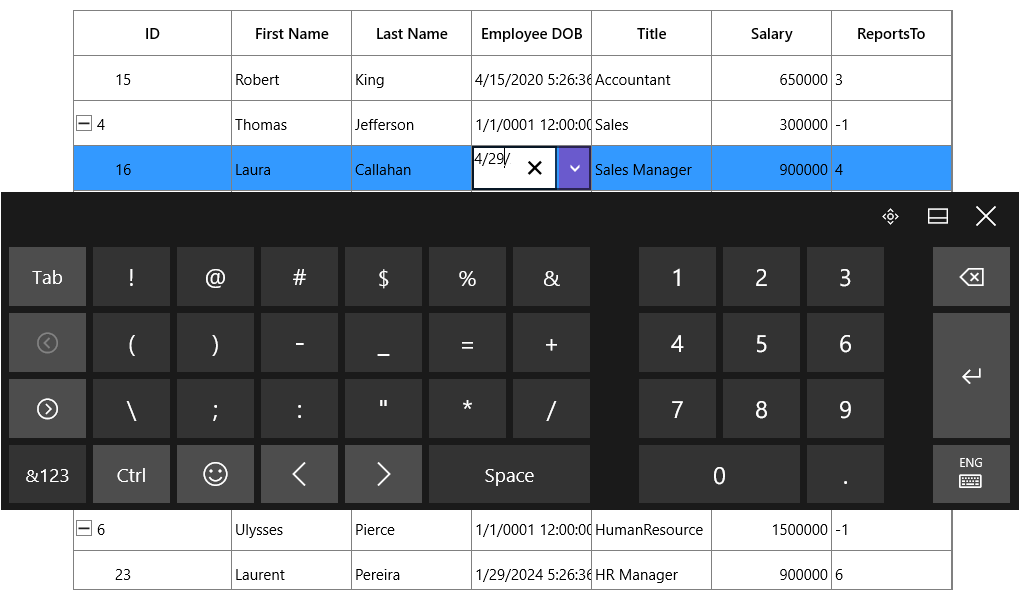 ID First Name Last Name Employee DOB Title Salary ReportsTo
15 Robert King 4/15/2020 5:26:36 Accountant 650000 3
4 Thomas Jefferson 1/1/0001 12:00:00 Sales 300000 -1
16 Laura Callahan 4/29/ Sales Manager 900000 4
Tab ! @ # $ % & 1 2 3
( ) - _ = + 4 5 6
\ ; : " * / 7 8 9
&123 Ctrl Space 0 . ENG
6 Ulysses Pierce 1/1/0001 12:00:00 HumanResource 1500000 -1
23 Laurent Pereira 1/29/2024 5:26:36 HR Manager 900000 6